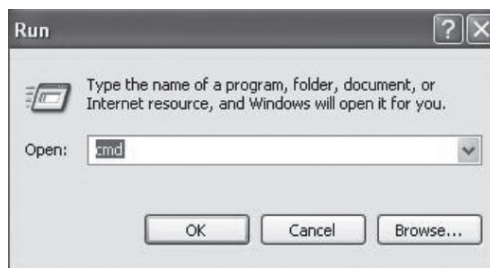 Run
?
X
Type the name of a program, folder, document, or
Internet resource, and Windows will open it for you.
Open:
cmd
OK
Cancel
Browse...